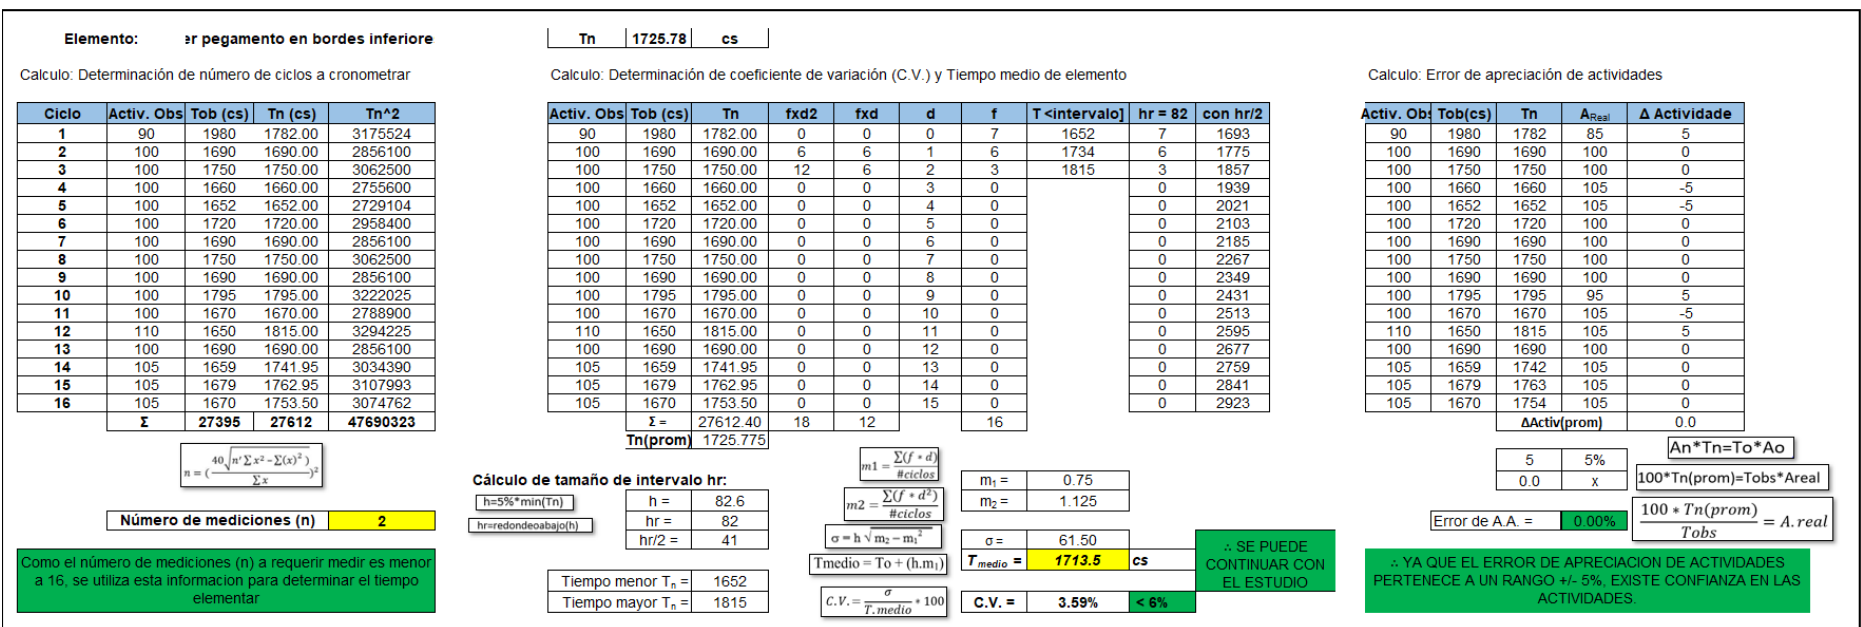 Elemento: er pegamento en bordes inferiore
Tn 1725.78 cs
Calculo: Determinación de número de ciclos a cronometrar
Ciclo Activ. Obs Tob (cs) Tn (cs) Tn^2
1 90 1980 1782.00 3175524
2 100 1690 1690.00 2856100
3 100 1750 1750.00 3062500
4 100 1660 1660.00 2755600
5 100 1652 1652.00 2729104
6 100 1720 1720.00 2958400
7 100 1690 1690.00 2856100
8 100 1750 1750.00 3062500
9 100 1690 1690.00 2856100
10 100 1795 1795.00 3222025
11 100 1670 1670.00 2788900
12 110 1650 1815.00 3294225
13 100 1690 1690.00 2856100
14 105 1659 1741.95 3034390
15 105 1679 1762.95 3107993
16 105 1670 1753.50 3074762
Σ 27395 27612 47690323
n = (40√(n'Σx² − Σ(x)²) / Σx)²
Número de mediciones (n) 2
Como el número de mediciones (n) a requerir medir es menor
a 16, se utiliza esta informacion para determinar el tiempo
elementar
Calculo: Determinación de coeficiente de variación (C.V.) y Tiempo medio de elemento
Activ. Obs Tob (cs) Tn fxd2 fxd d f T <intervalo] hr = 82 con hr/2
90 1980 1782.00 0 0 0 7 1652 7 1693
100 1690 1690.00 6 6 1 6 1734 6 1775
100 1750 1750.00 12 6 2 3 1815 3 1857
100 1660 1660.00 0 0 3 0 0 1939
100 1652 1652.00 0 0 4 0 0 2021
100 1720 1720.00 0 0 5 0 0 2103
100 1690 1690.00 0 0 6 0 0 2185
100 1750 1750.00 0 0 7 0 0 2267
100 1690 1690.00 0 0 8 0 0 2349
100 1795 1795.00 0 0 9 0 0 2431
100 1670 1670.00 0 0 10 0 0 2513
110 1650 1815.00 0 0 11 0 0 2595
100 1690 1690.00 0 0 12 0 0 2677
105 1659 1741.95 0 0 13 0 0 2759
105 1679 1762.95 0 0 14 0 0 2841
105 1670 1753.50 0 0 15 0 0 2923
Σ = 27612.40 18 12 16
Tn(prom) 1725.775
Cálculo de tamaño de intervalo hr:
h=5%*min(Tn) h = 82.6
hr=redondeoabajo(h) hr = 82
hr/2 = 41
Tiempo menor Tn = 1652
Tiempo mayor Tn = 1815
m1 = Σ(f * d) / #ciclos
m2 = Σ(f * d²) / #ciclos
σ = h √(m₂ − m₁²)
Tmedio = To + (h.m₁)
C.V. = σ / T.medio * 100
m₁ = 0.75
m₂ = 1.125
σ = 61.50
T medio = 1713.5 cs
C.V. = 3.59% < 6%
∴ SE PUEDE
CONTINUAR CON
EL ESTUDIO
Calculo: Error de apreciación de actividades
Activ. Obs Tob(cs) Tn AReal Δ Actividade
90 1980 1782 85 5
100 1690 1690 100 0
100 1750 1750 100 0
100 1660 1660 105 -5
100 1652 1652 105 -5
100 1720 1720 100 0
100 1690 1690 100 0
100 1750 1750 100 0
100 1690 1690 100 0
100 1795 1795 95 5
100 1670 1670 105 -5
110 1650 1815 105 5
100 1690 1690 100 0
105 1659 1742 105 0
105 1679 1763 105 0
105 1670 1754 105 0
ΔActiv(prom) 0.0
5 5%
0.0 x
Error de A.A. = 0.00%
An*Tn=To*Ao
100*Tn(prom)=Tobs*Areal
100 * Tn(prom) / Tobs = A.real
∴ YA QUE EL ERROR DE APRECIACION DE ACTIVIDADES
PERTENECE A UN RANGO +/- 5%, EXISTE CONFIANZA EN LAS
ACTIVIDADES.